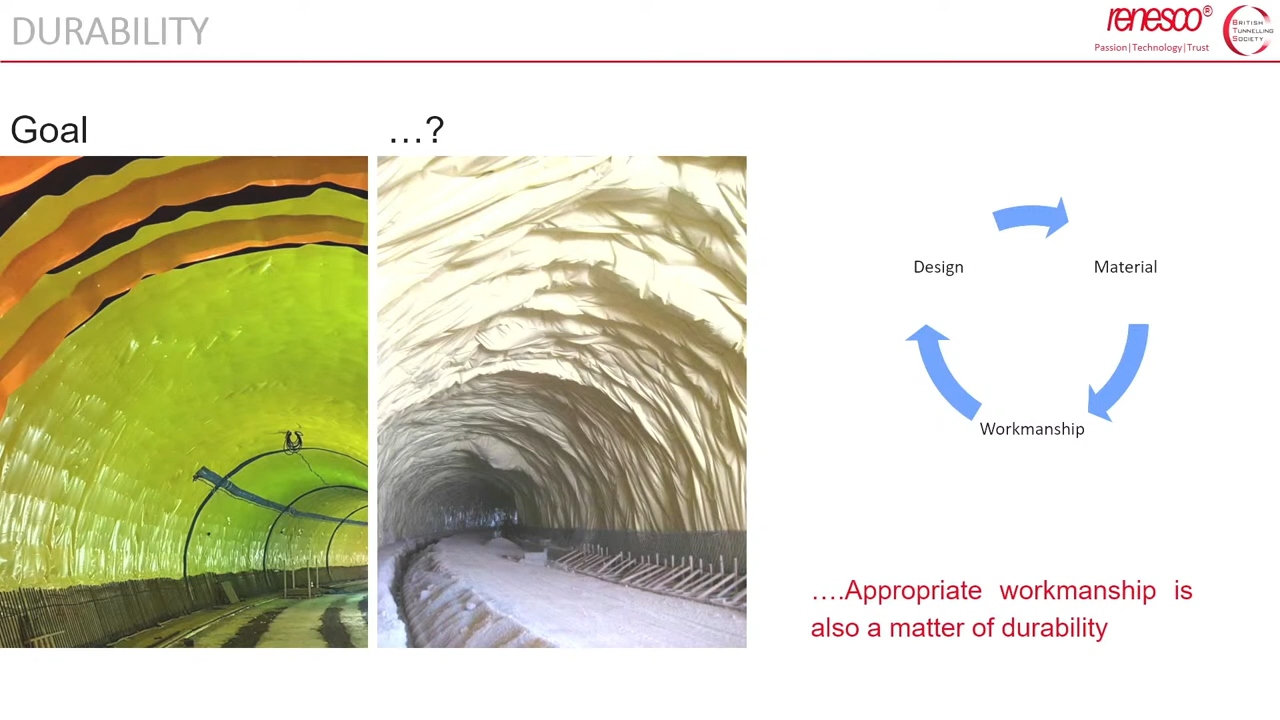 DURABILITY
renesco®
Passion|Technology|Trust
BRITISH
TUNNELLING
SOCIETY
Goal
…?
Design
Material
Workmanship
….Appropriate workmanship is
also a matter of durability